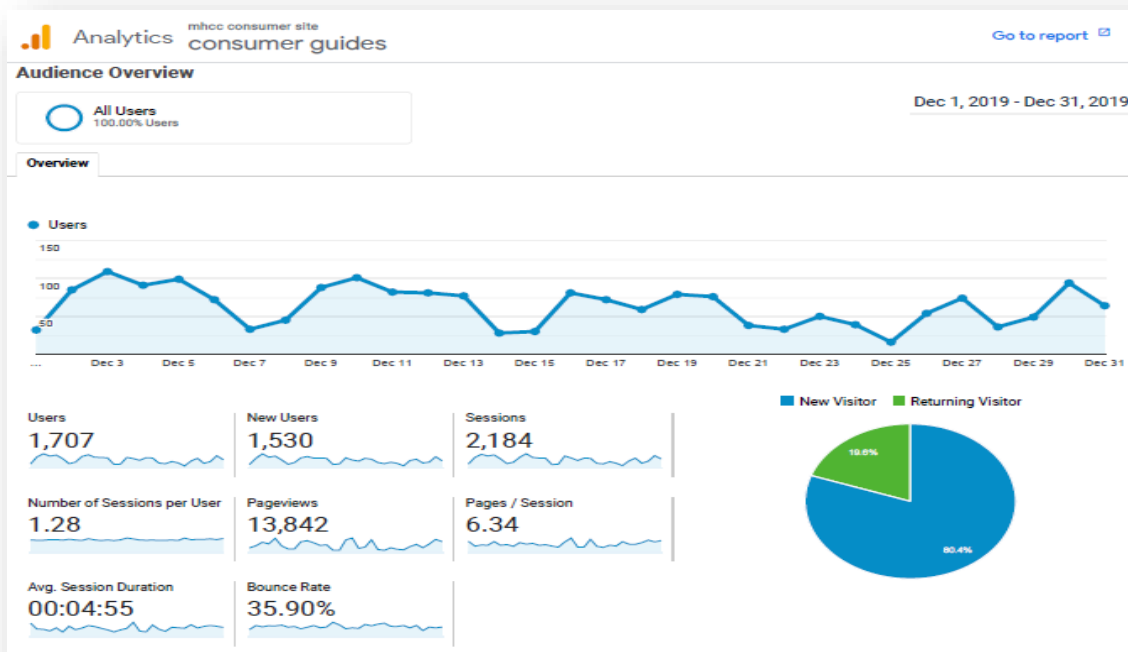 Analytics
mhcc consumer site
consumer guides
Go to report
Audience Overview
All Users
100.00% Users
Dec 1, 2019 - Dec 31, 2019
Overview
Users
150
100
50
... Dec 3 Dec 5 Dec 7 Dec 9 Dec 11 Dec 13 Dec 15 Dec 17 Dec 19 Dec 21 Dec 23 Dec 25 Dec 27 Dec 29 Dec 31
New Visitor Returning Visitor
Users New Users Sessions
1,707 1,530 2,184
Number of Sessions per User Pageviews Pages / Session
1.28 13,842 6.34
Avg. Session Duration Bounce Rate
00:04:55 35.90%
19.6%
80.4%